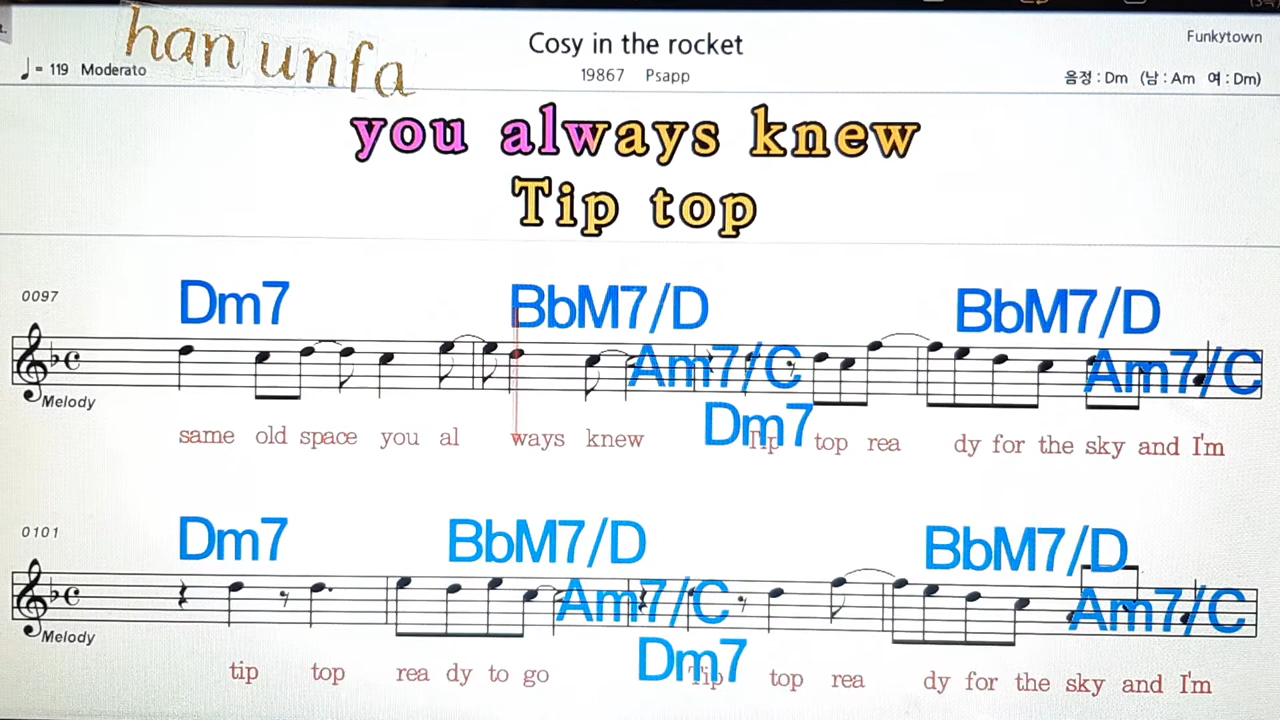 han unfa
Cosy in the rocket
Funkytown
♩ = 119 Moderato
19867 Psapp
음정 : Dm (남 : Am 여 : Dm)
you always knew
Tip top
0097
Dm7 BbM7/D BbM7/D
Am7/C Am7/C
Melody
Dm7
same old space you al ways knew Tip top rea dy for the sky and I'm
0101
Dm7 BbM7/D BbM7/D
Am7/C Am7/C
Melody
Dm7
tip top rea dy to go Tip top rea dy for the sky and I'm